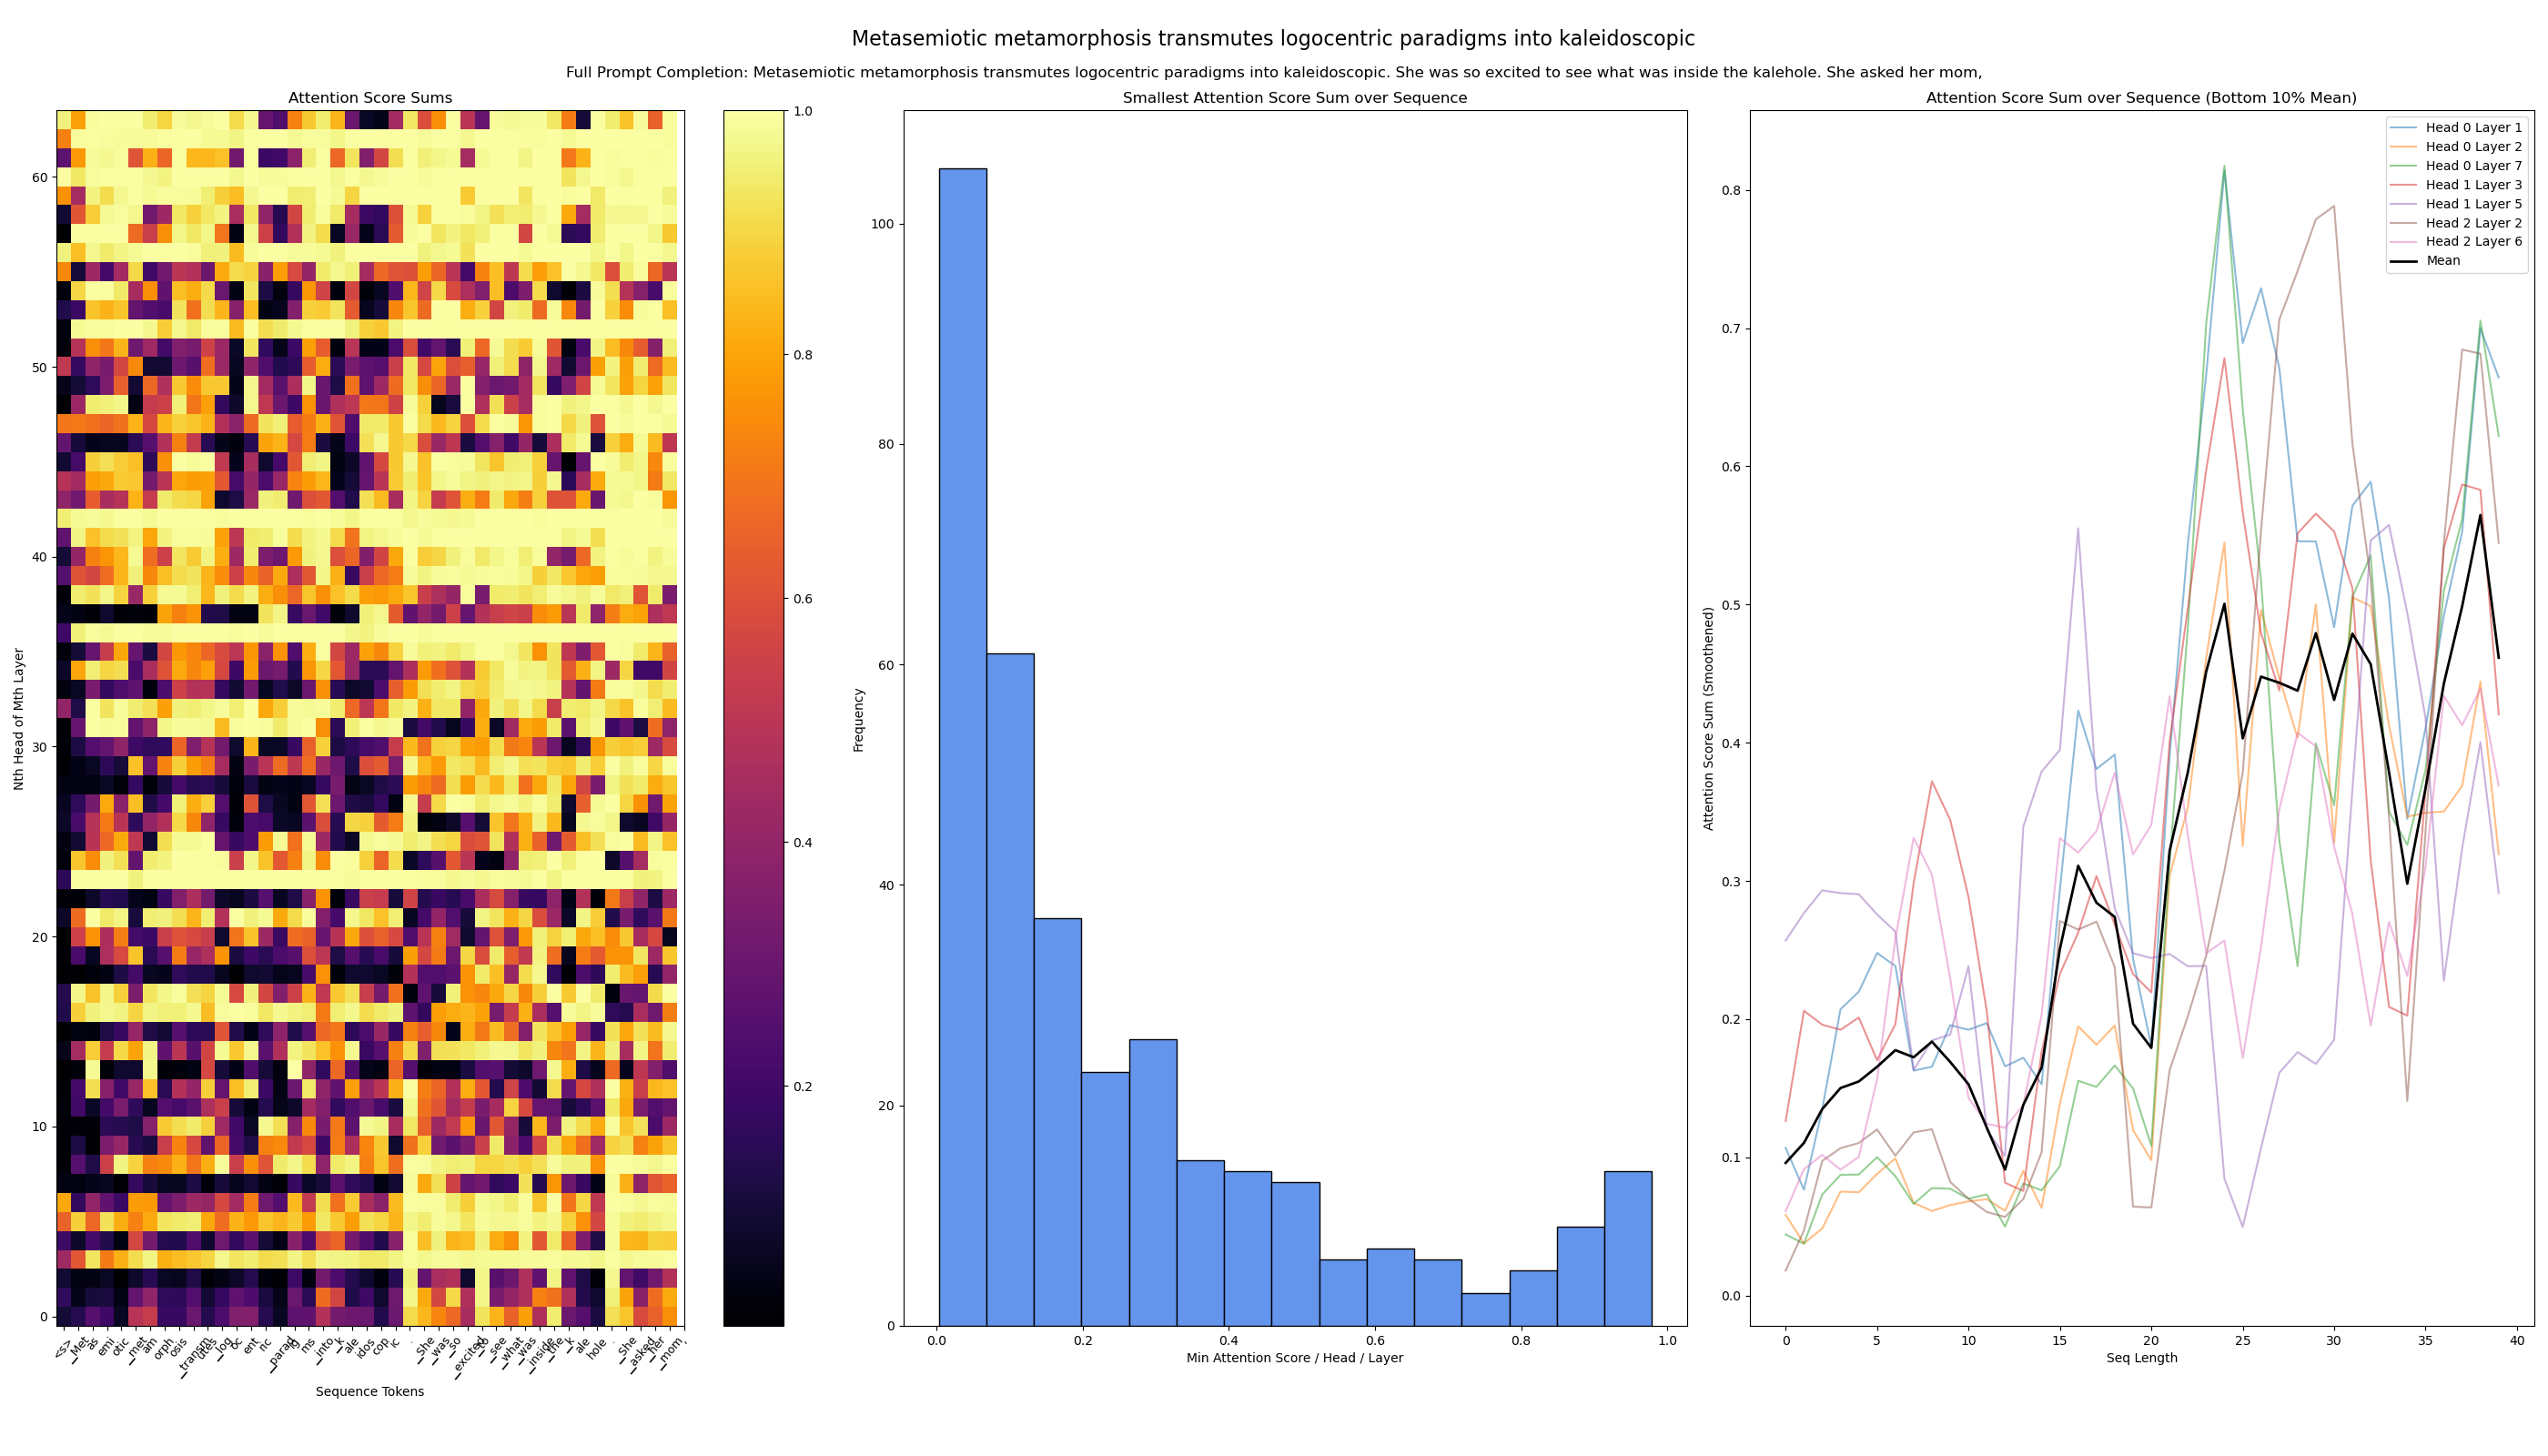 Metasemiotic metamorphosis transmutes logocentric paradigms into kaleidoscopic
Full Prompt Completion: Metasemiotic metamorphosis transmutes logocentric paradigms into kaleidoscopic. She was so excited to see what was inside the kalehole. She asked her mom,
Attention Score Sums
Nth Head of Mth Layer
60
50
40
30
20
10
0
<s>
_Met
as
emi
otic
_met
am
orph
osis
_transm
utes
_log
oc
ent
ric
_parad
ig
ms
_into
_k
ale
idos
cop
ic
.
_She
_was
_so
_excited
_to
_see
_what
_was
_inside
_the
_k
ale
hole
.
_She
_asked
_her
_mom
,
Sequence Tokens
1.0
0.8
0.6
0.4
0.2
Smallest Attention Score Sum over Sequence
Frequency
100
80
60
40
20
0
0.0 0.2 0.4 0.6 0.8 1.0
Min Attention Score / Head / Layer
Attention Score Sum over Sequence (Bottom 10% Mean)
Attention Score Sum (Smoothened)
0.8
0.7
0.6
0.5
0.4
0.3
0.2
0.1
0.0
0 5 10 15 20 25 30 35 40
Seq Length
Head 0 Layer 1
Head 0 Layer 2
Head 0 Layer 7
Head 1 Layer 3
Head 1 Layer 5
Head 2 Layer 2
Head 2 Layer 6
Mean